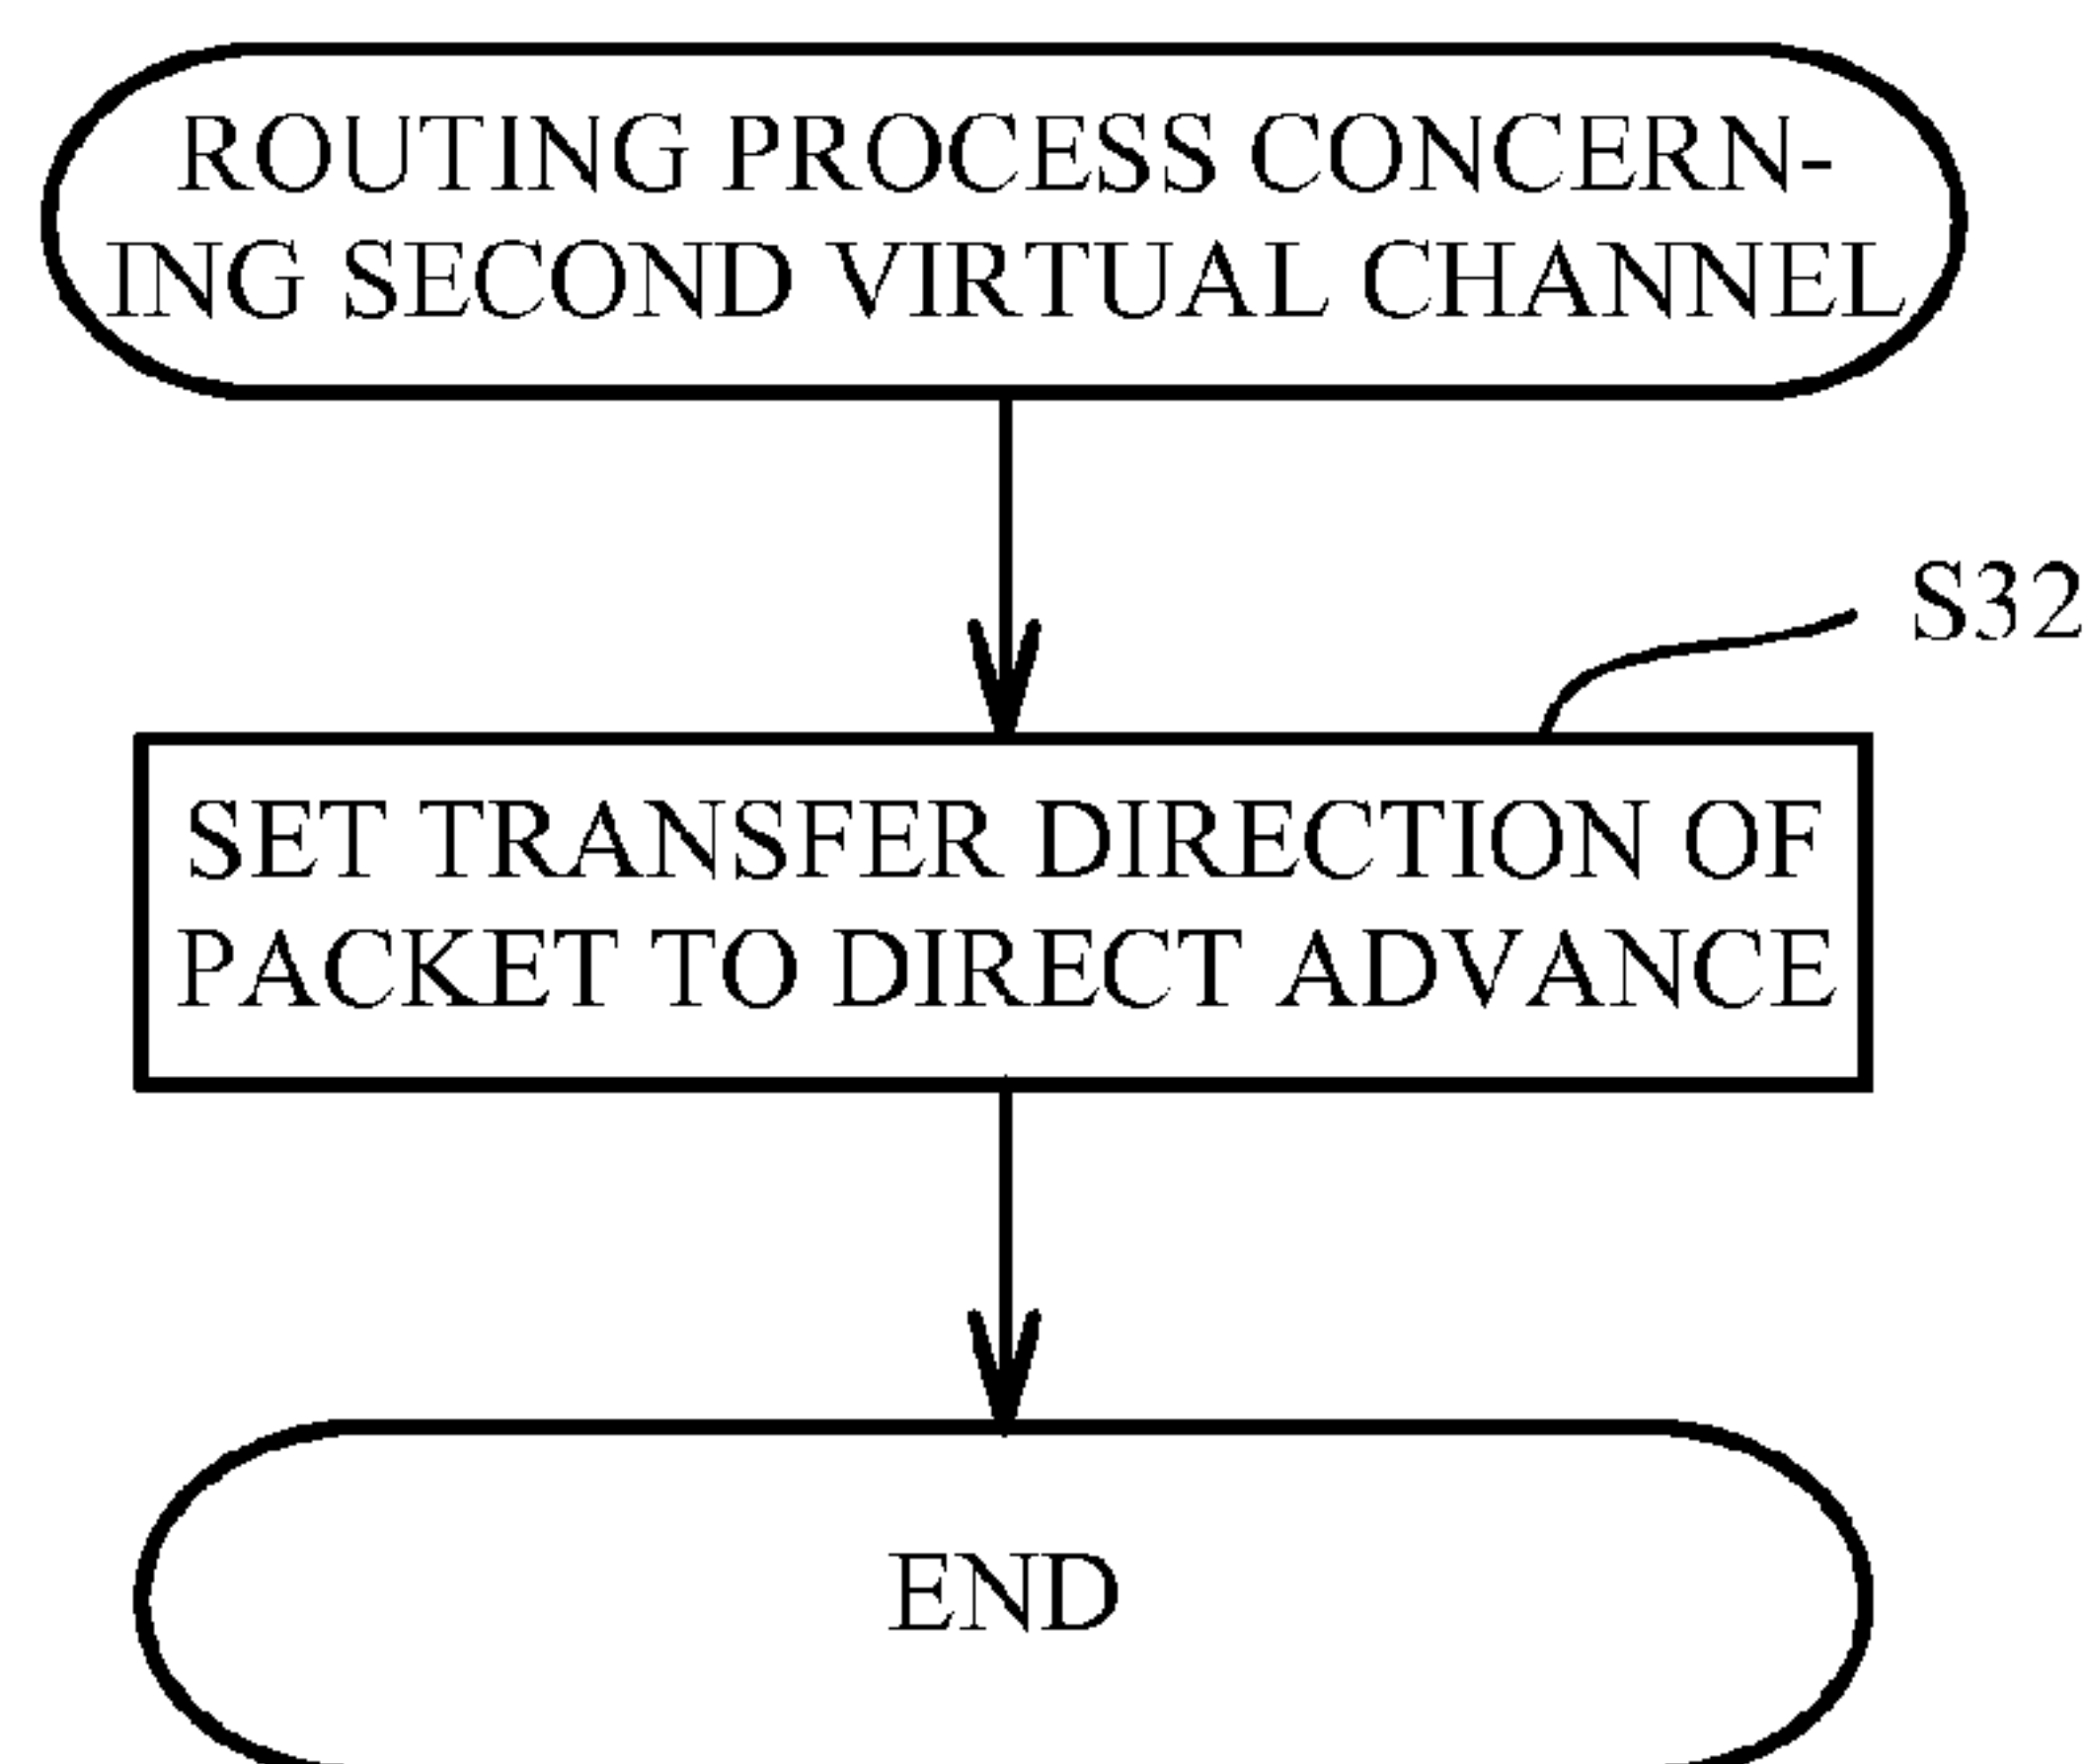 ROUTING PROCESS CONCERN-
ING SECOND VIRTUAL CHANNEL
S32
SET TRANSFER DIRECTION OF
PACKET TO DIRECT ADVANCE
END